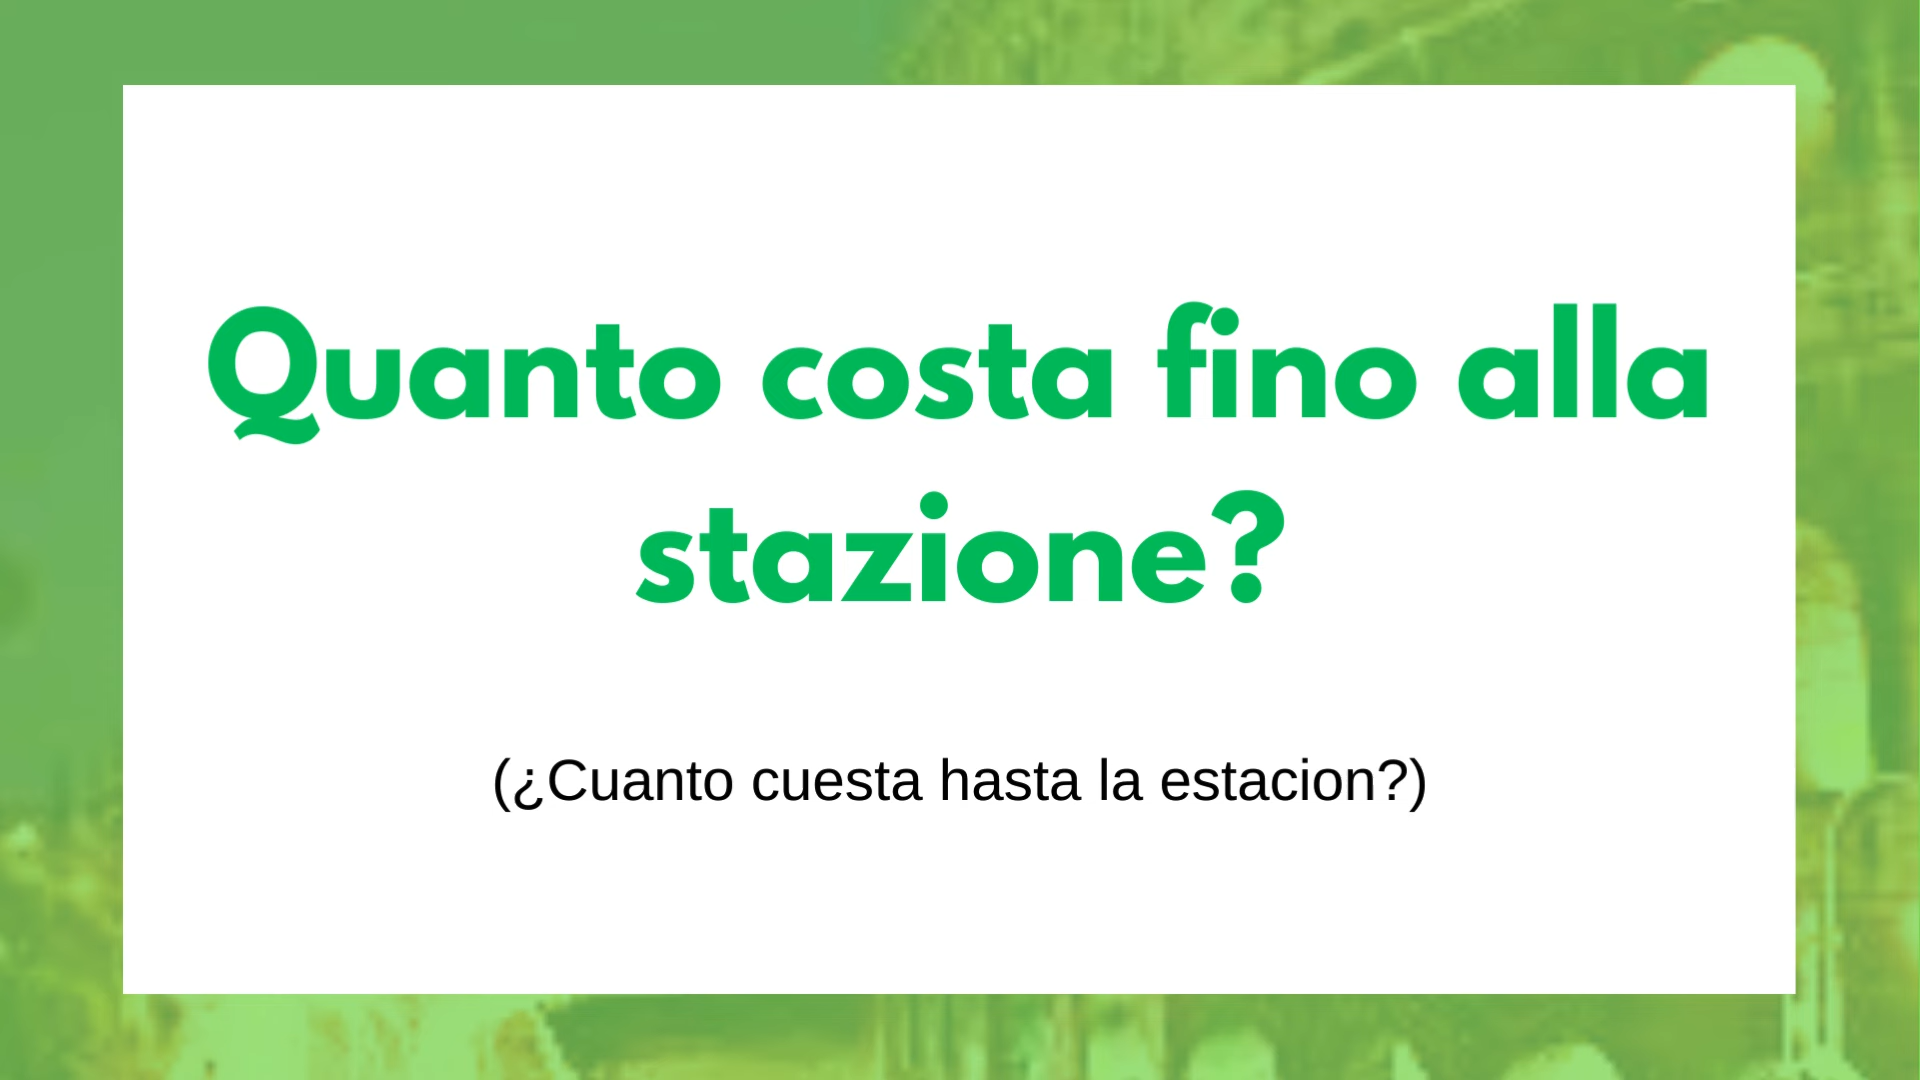 Quanto costa fino alla
stazione?
(¿Cuanto cuesta hasta la estacion?)